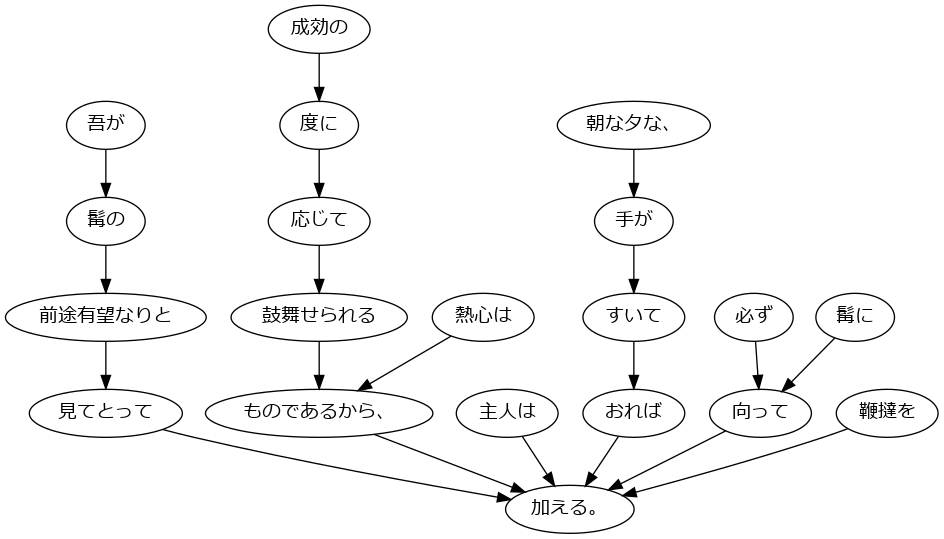 成効の
吾が
度に
朝な夕な、
髯の
応じて
手が
前途有望なりと
鼓舞せられる
熱心は
すいて
必ず
髯に
見てとって
ものであるから、
主人は
おれば
向って
鞭撻を
加える。